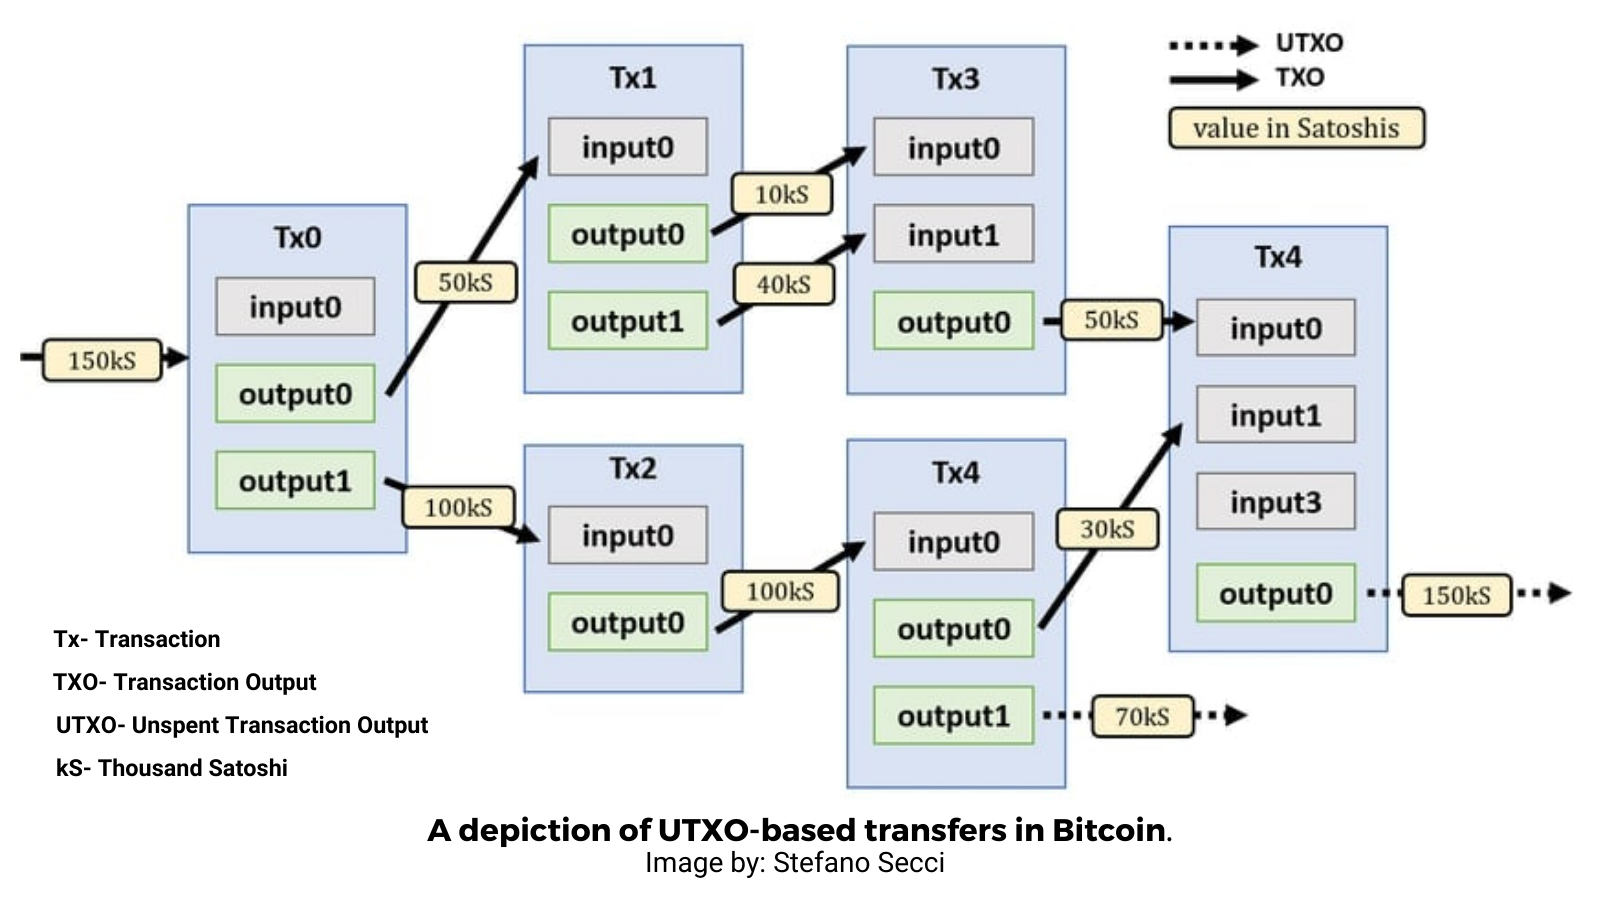 UTXO
TXO
value in Satoshis
150kS
Tx0
input0
output0
output1
50kS
100kS
Tx1
input0
output0
output1
10kS
40kS
Tx2
input0
output0
100kS
Tx3
input0
input1
output0
50kS
Tx4
input0
output0
output1
30kS
70kS
Tx4
input0
input1
input3
output0
150kS
Tx- Transaction
TXO- Transaction Output
UTXO- Unspent Transaction Output
kS- Thousand Satoshi
A depiction of UTXO-based transfers in Bitcoin.
Image by: Stefano Secci